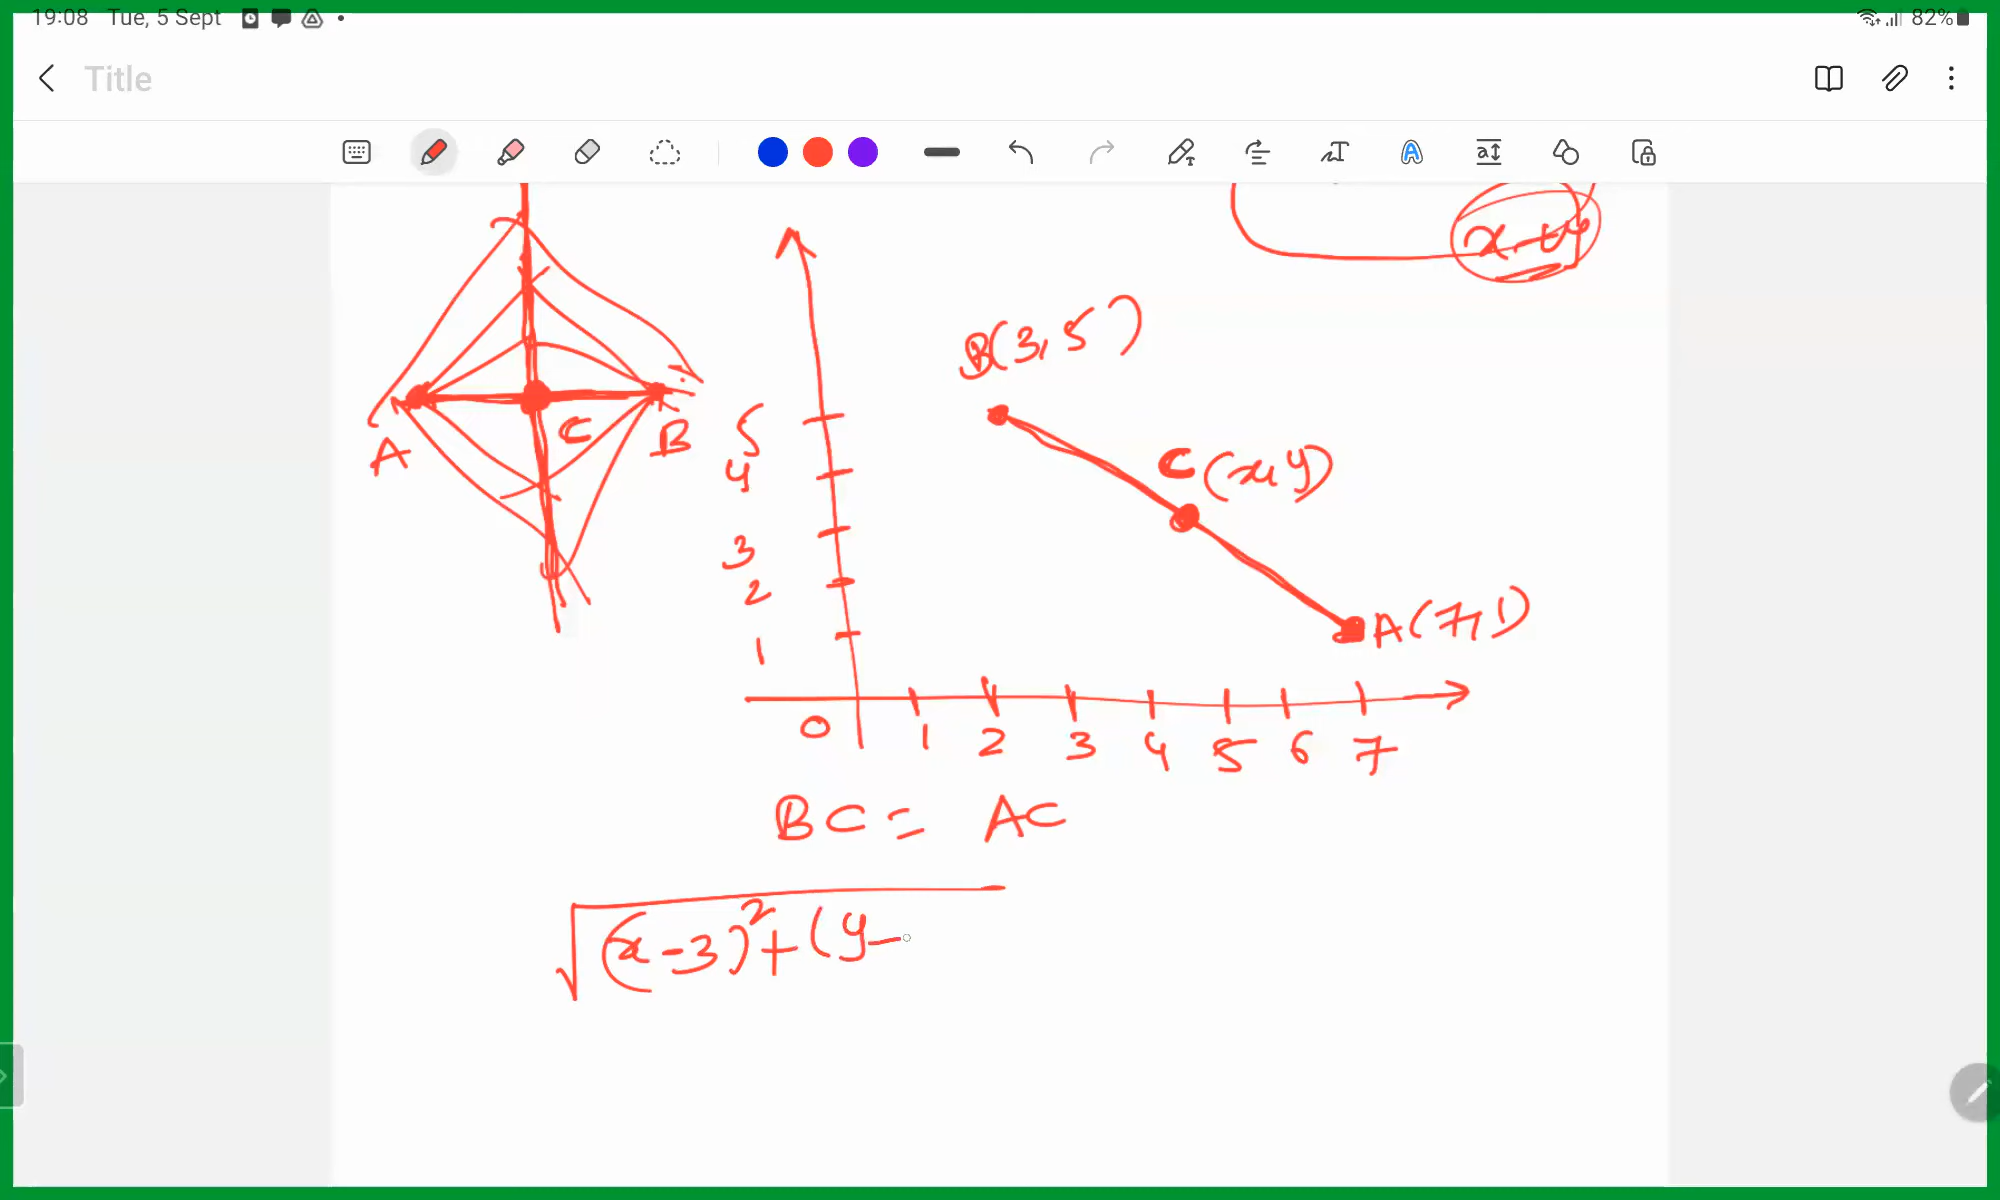 19:08 Tue, 5 Sept 82%
Title
B(3, 5)
5
4
3
2
1
C(x, y)
A C B
A(7, 1)
0 1 2 3 4 5 6 7
BC = AC
√(x-3)²+(y-